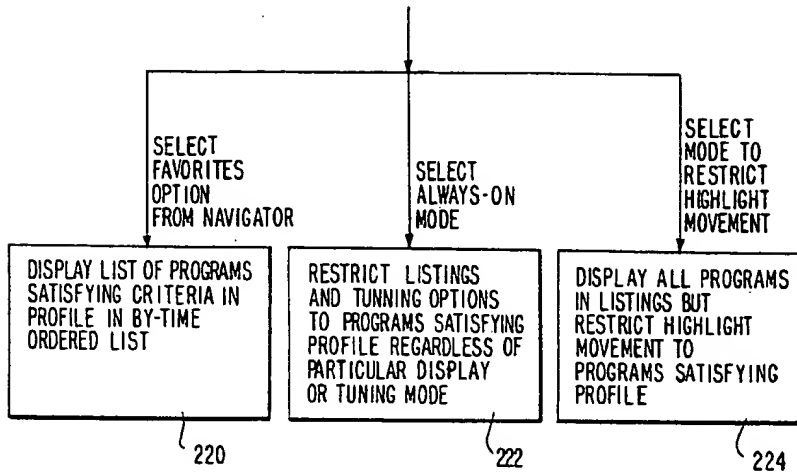 SELECT
FAVORITES
OPTION
FROM NAVIGATOR
SELECT
ALWAYS-ON
MODE
SELECT
MODE TO
RESTRICT
HIGHLIGHT
MOVEMENT
DISPLAY LIST OF PROGRAMS
SATISFYING CRITERIA IN
PROFILE IN BY-TIME
ORDERED LIST
RESTRICT LISTINGS
AND TUNNING OPTIONS
TO PROGRAMS SATISFYING
PROFILE REGARDLESS OF
PARTICULAR DISPLAY
OR TUNING MODE
DISPLAY ALL PROGRAMS
IN LISTINGS BUT
RESTRICT HIGHLIGHT
MOVEMENT TO
PROGRAMS SATISFYING
PROFILE
220
222
224